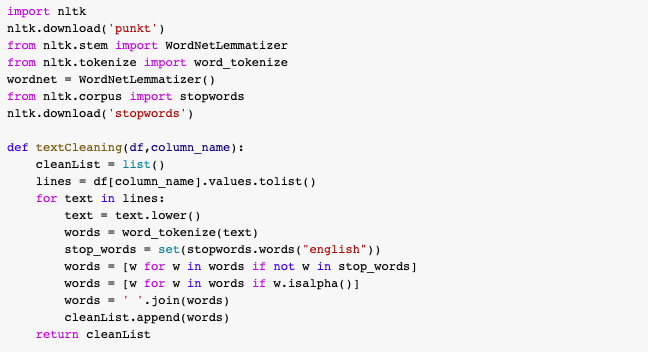 import nltk
nltk.download('punkt')
from nltk.stem import WordNetLemmatizer
from nltk.tokenize import word_tokenize
wordnet = WordNetLemmatizer()
from nltk.corpus import stopwords
nltk.download('stopwords')

def textCleaning(df,column_name):
    cleanList = list()
    lines = df[column_name].values.tolist()
    for text in lines:
        text = text.lower()
        words = word_tokenize(text)
        stop_words = set(stopwords.words("english"))
        words = [w for w in words if not w in stop_words]
        words = [w for w in words if w.isalpha()]
        words = ' '.join(words)
        cleanList.append(words)
    return cleanList